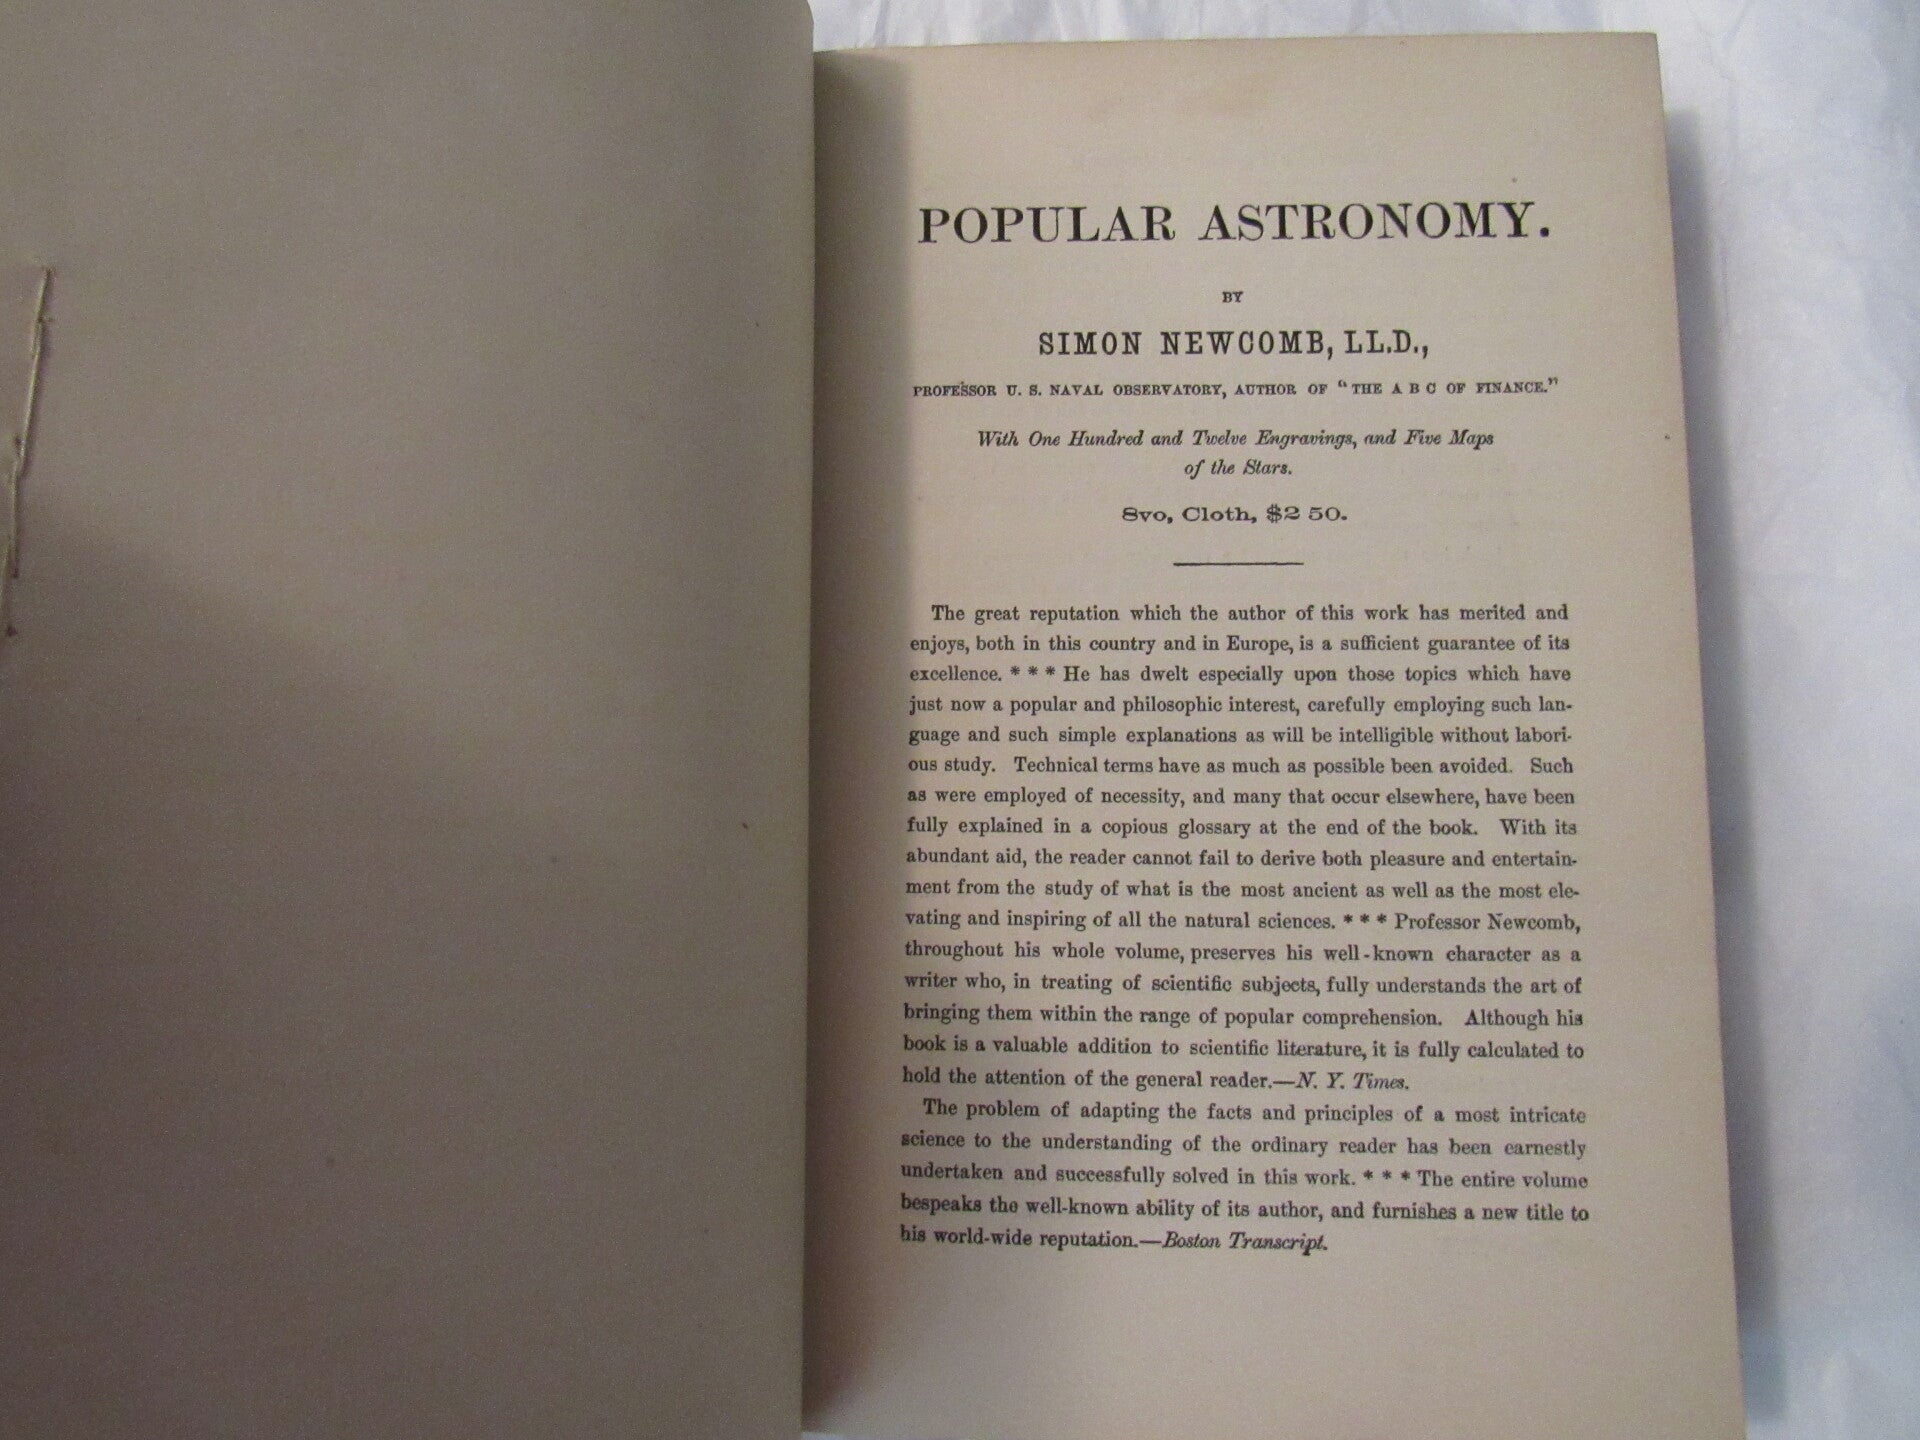 POPULAR ASTRONOMY.
BY
SIMON NEWCOMB, LL.D.,
PROFESSOR U. S. NAVAL OBSERVATORY, AUTHOR OF "THE A B C OF FINANCE."
With One Hundred and Twelve Engravings, and Five Maps
of the Stars.
8vo, Cloth, $2 50.
The great reputation which the author of this work has merited and
enjoys, both in this country and in Europe, is a sufficient guarantee of its
excellence. * * * He has dwelt especially upon those topics which have
just now a popular and philosophic interest, carefully employing such lan-
guage and such simple explanations as will be intelligible without labori-
ous study. Technical terms have as much as possible been avoided. Such
as were employed of necessity, and many that occur elsewhere, have been
fully explained in a copious glossary at the end of the book. With its
abundant aid, the reader cannot fail to derive both pleasure and entertain-
ment from the study of what is the most ancient as well as the most ele-
vating and inspiring of all the natural sciences. * * * Professor Newcomb,
throughout his whole volume, preserves his well-known character as a
writer who, in treating of scientific subjects, fully understands the art of
bringing them within the range of popular comprehension. Although his
book is a valuable addition to scientific literature, it is fully calculated to
hold the attention of the general reader.—N. Y. Times.
The problem of adapting the facts and principles of a most intricate
science to the understanding of the ordinary reader has been earnestly
undertaken and successfully solved in this work. * * * The entire volume
bespeaks the well-known ability of its author, and furnishes a new title to
his world-wide reputation.—Boston Transcript.